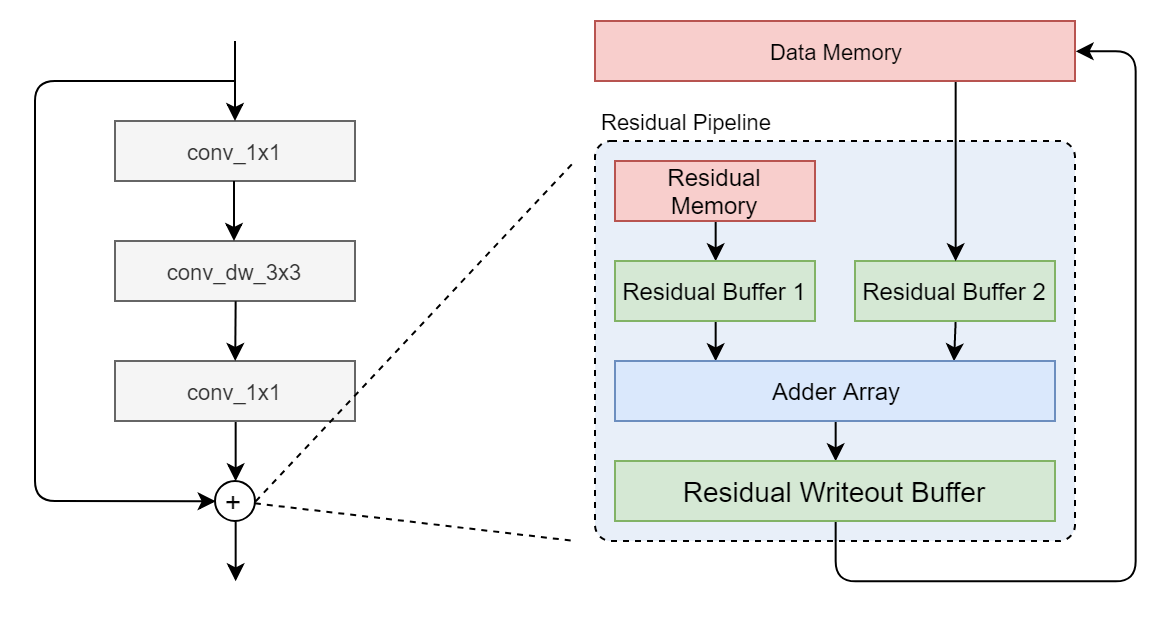 conv_1x1
conv_dw_3x3
conv_1x1
+
Data Memory
Residual Pipeline
Residual
Memory
Residual Buffer 1
Residual Buffer 2
Adder Array
Residual Writeout Buffer